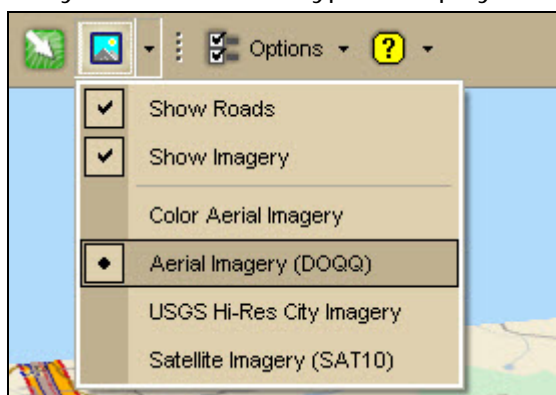 Options
?
Show Roads
Show Imagery
Color Aerial Imagery
Aerial Imagery (DOQQ)
USGS Hi-Res City Imagery
Satellite Imagery (SAT10)